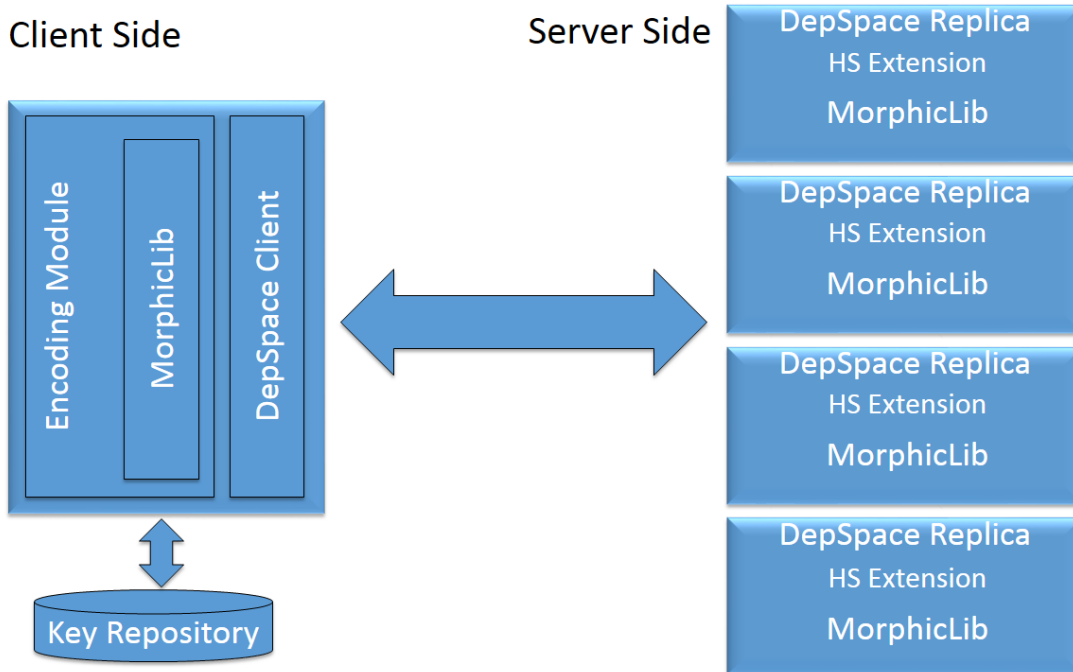 Client Side
Encoding Module
MorphicLib
DepSpace Client
Key Repository
Server Side
DepSpace Replica
HS Extension
MorphicLib
DepSpace Replica
HS Extension
MorphicLib
DepSpace Replica
HS Extension
MorphicLib
DepSpace Replica
HS Extension
MorphicLib